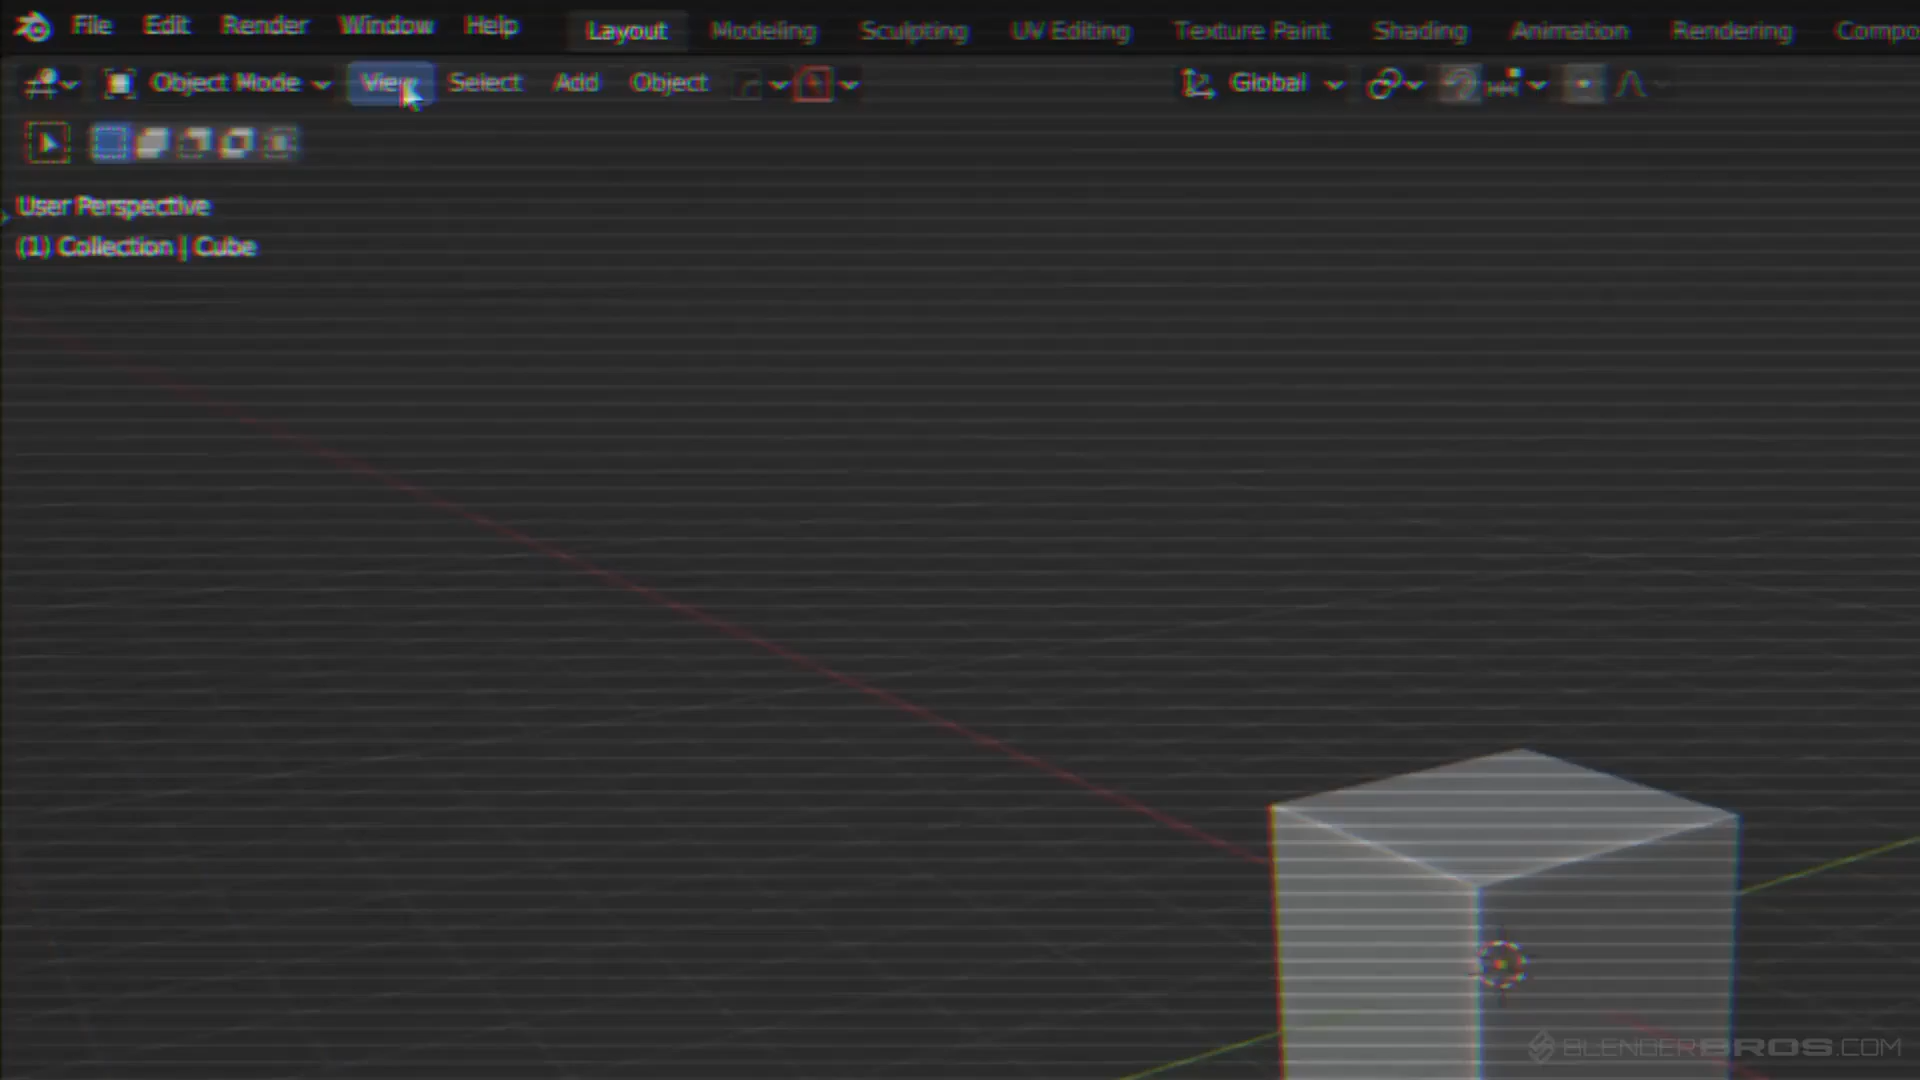 File Edit Render Window Help Layout Modeling Sculpting UV Editing Texture Paint Shading Animation Rendering Compo
Object Mode View Select Add Object Global
User Perspective
(1) Collection | Cube
BLENDERBROS.COM